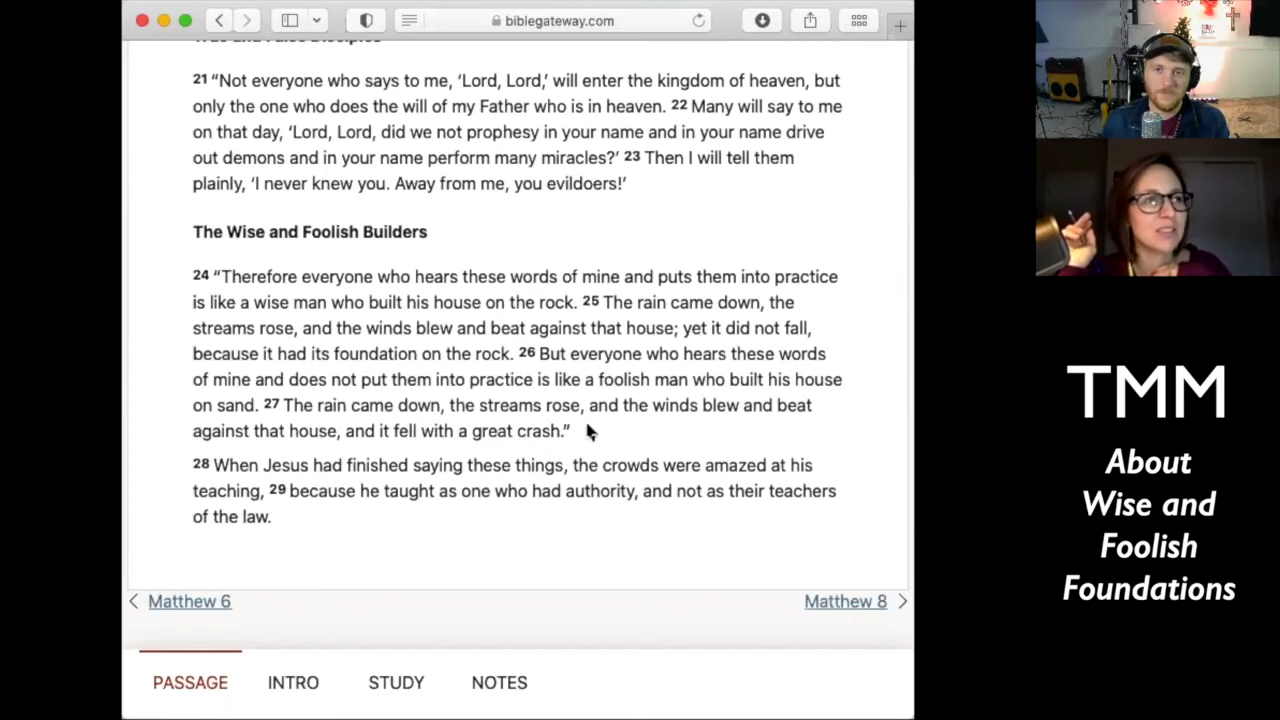 biblegateway.com
True and False Disciples
21 “Not everyone who says to me, ‘Lord, Lord,’ will enter the kingdom of heaven, but
only the one who does the will of my Father who is in heaven. 22 Many will say to me
on that day, ‘Lord, Lord, did we not prophesy in your name and in your name drive
out demons and in your name perform many miracles?’ 23 Then I will tell them
plainly, ‘I never knew you. Away from me, you evildoers!’
The Wise and Foolish Builders
24 “Therefore everyone who hears these words of mine and puts them into practice
is like a wise man who built his house on the rock. 25 The rain came down, the
streams rose, and the winds blew and beat against that house; yet it did not fall,
because it had its foundation on the rock. 26 But everyone who hears these words
of mine and does not put them into practice is like a foolish man who built his house
on sand. 27 The rain came down, the streams rose, and the winds blew and beat
against that house, and it fell with a great crash.”
28 When Jesus had finished saying these things, the crowds were amazed at his
teaching, 29 because he taught as one who had authority, and not as their teachers
of the law.
Matthew 6
Matthew 8
PASSAGE INTRO STUDY NOTES
TMM
About
Wise and
Foolish
Foundations